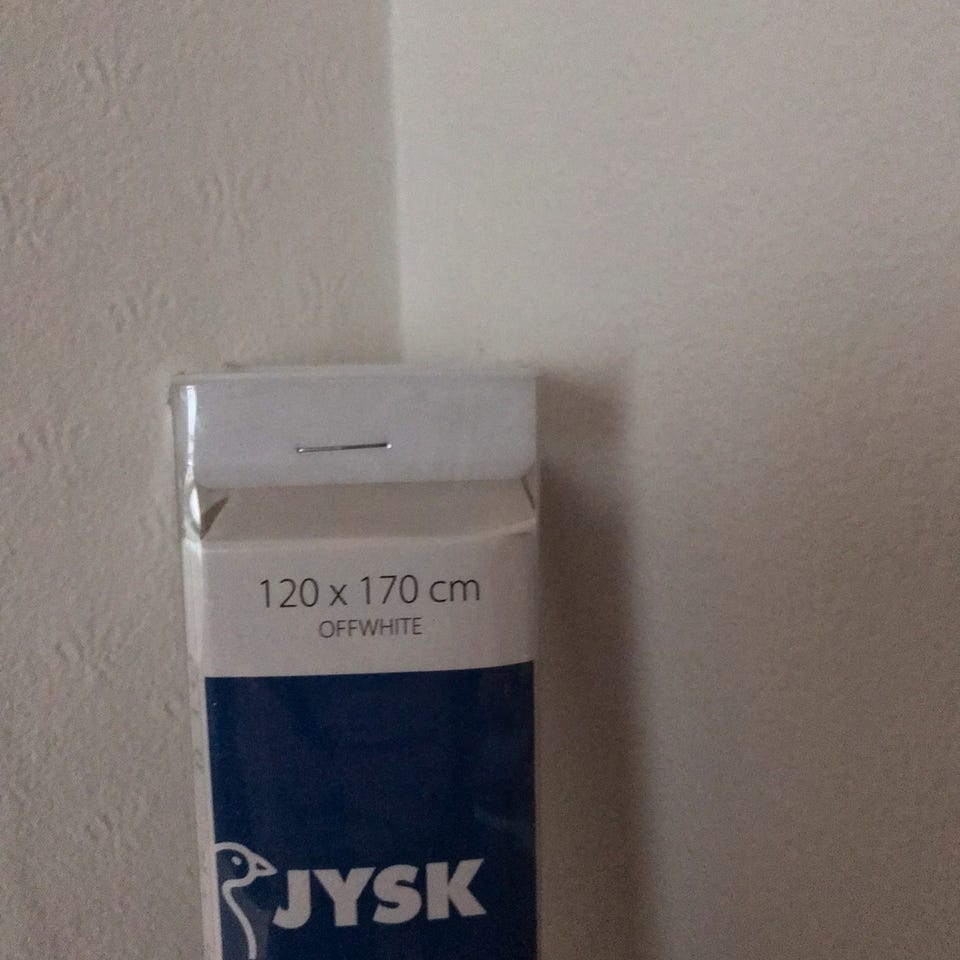 120 x 170 cm
OFFWHITE
JYSK